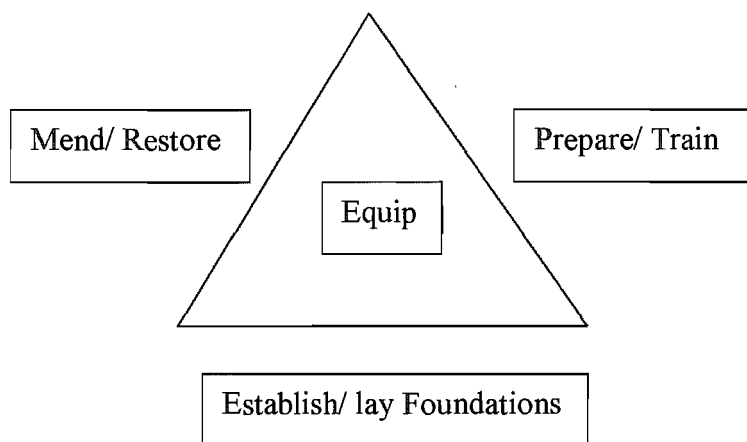 Mend/ Restore
Prepare/ Train
Equip
Establish/ lay Foundations